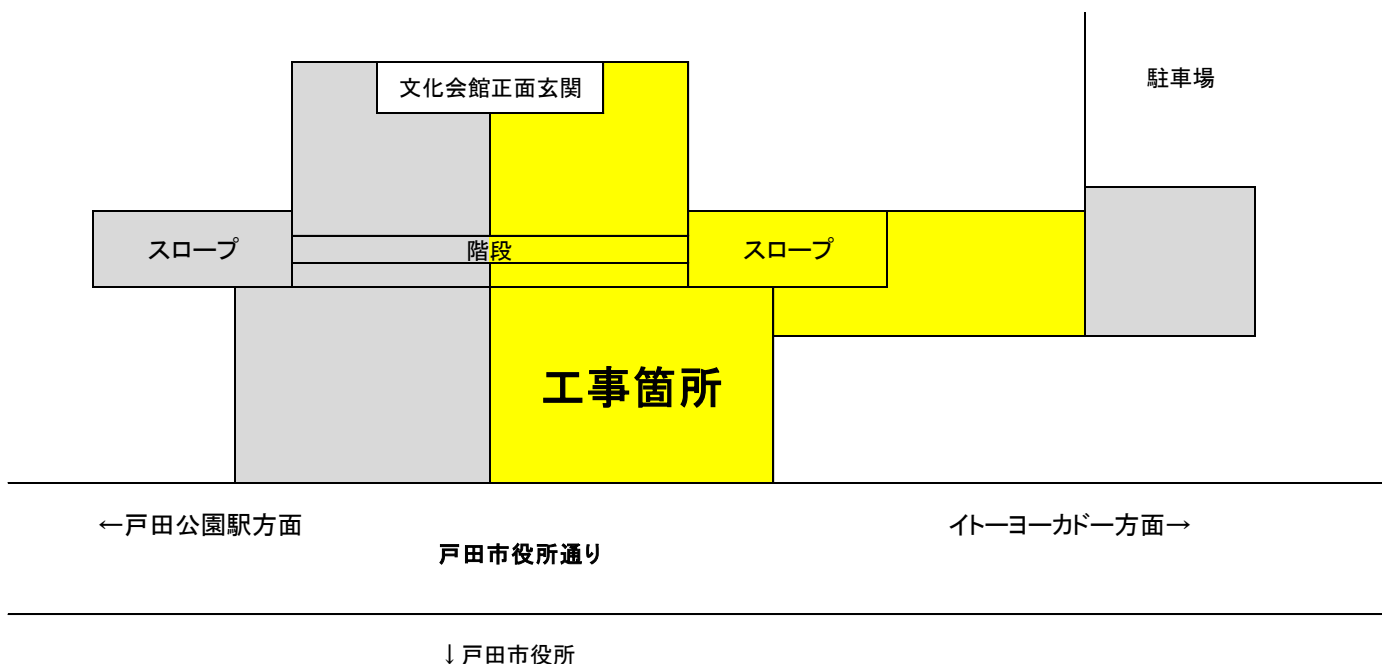 文化会館正面玄関
駐車場
スロープ
階段
スロープ
工事箇所
←戸田公園駅方面
イトーヨーカドー方面→
戸田市役所通り
↓戸田市役所